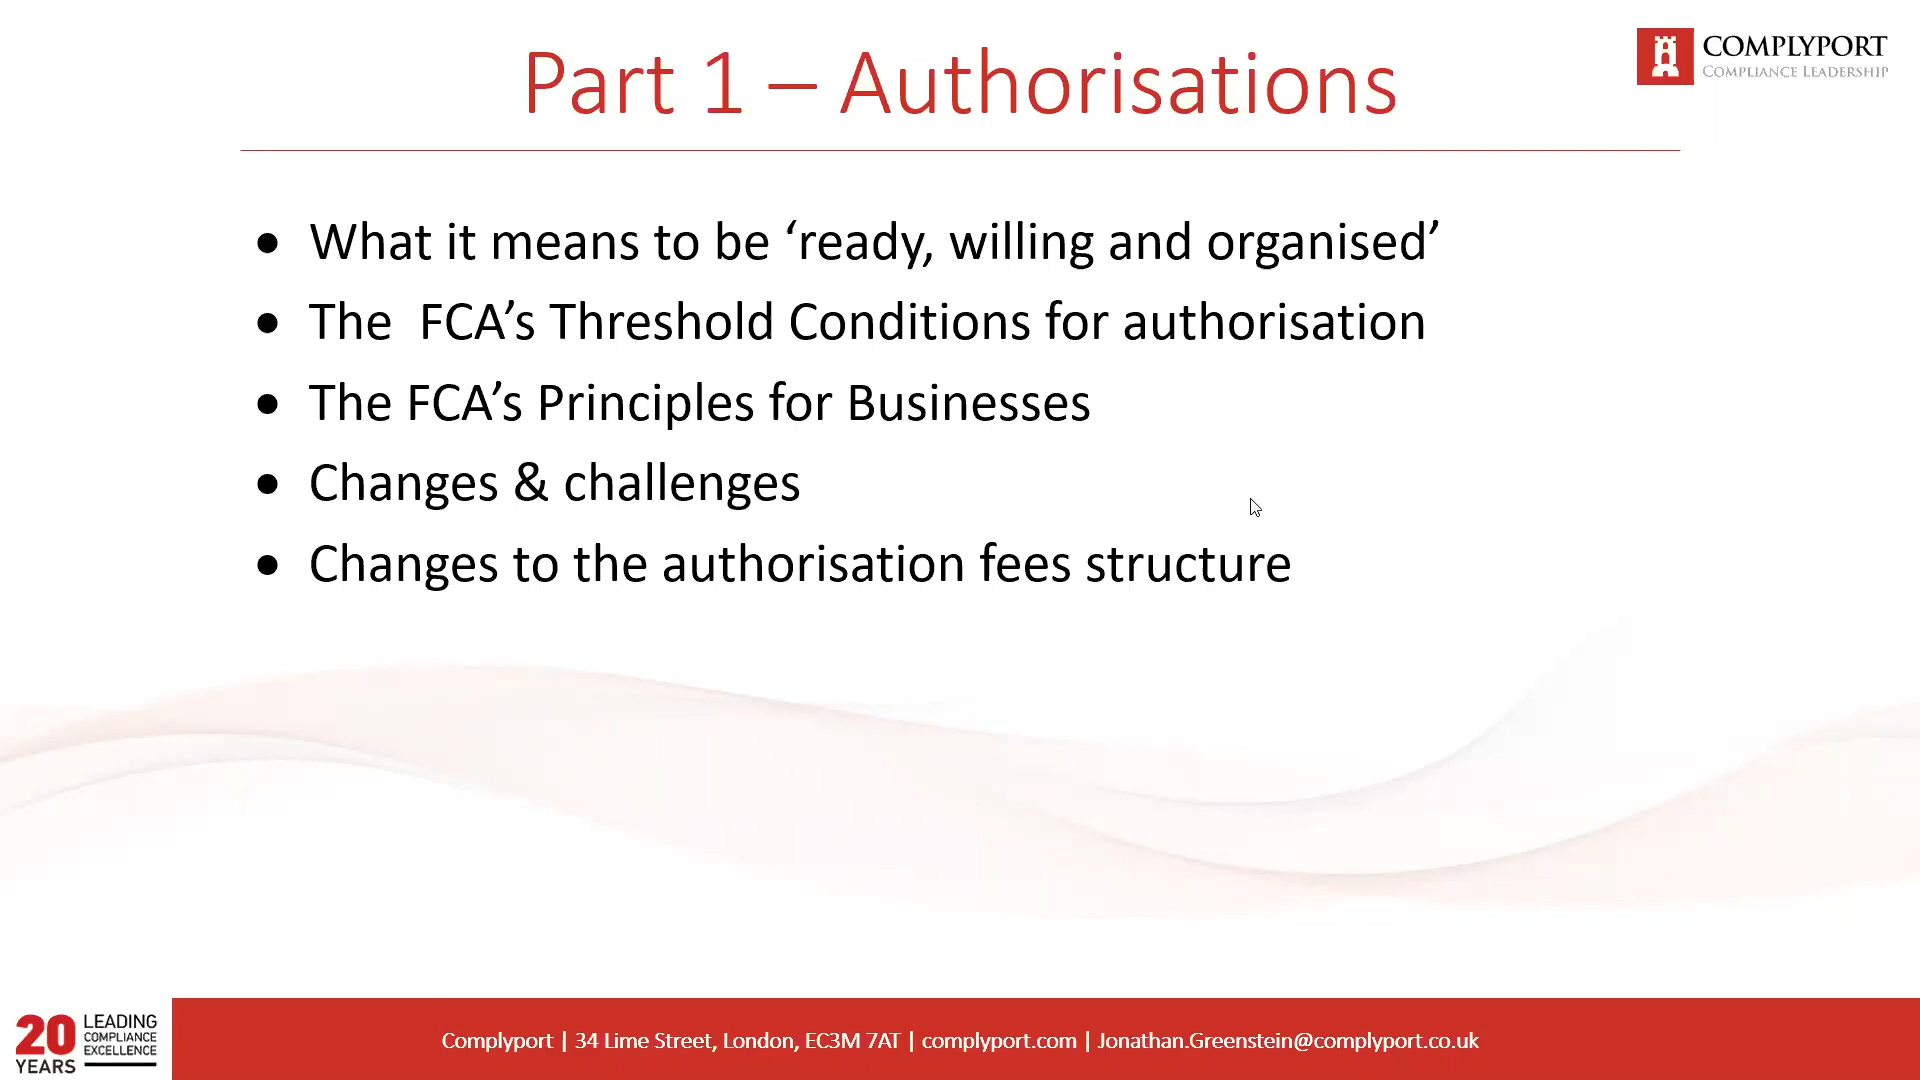 Part 1 – Authorisations
COMPLYPORT
COMPLIANCE LEADERSHIP
• What it means to be ‘ready, willing and organised’
• The  FCA’s Threshold Conditions for authorisation
• The FCA’s Principles for Businesses
• Changes & challenges
• Changes to the authorisation fees structure
20 YEARS
LEADING
COMPLIANCE
EXCELLENCE
Complyport | 34 Lime Street, London, EC3M 7AT | complyport.com | Jonathan.Greenstein@complyport.co.uk